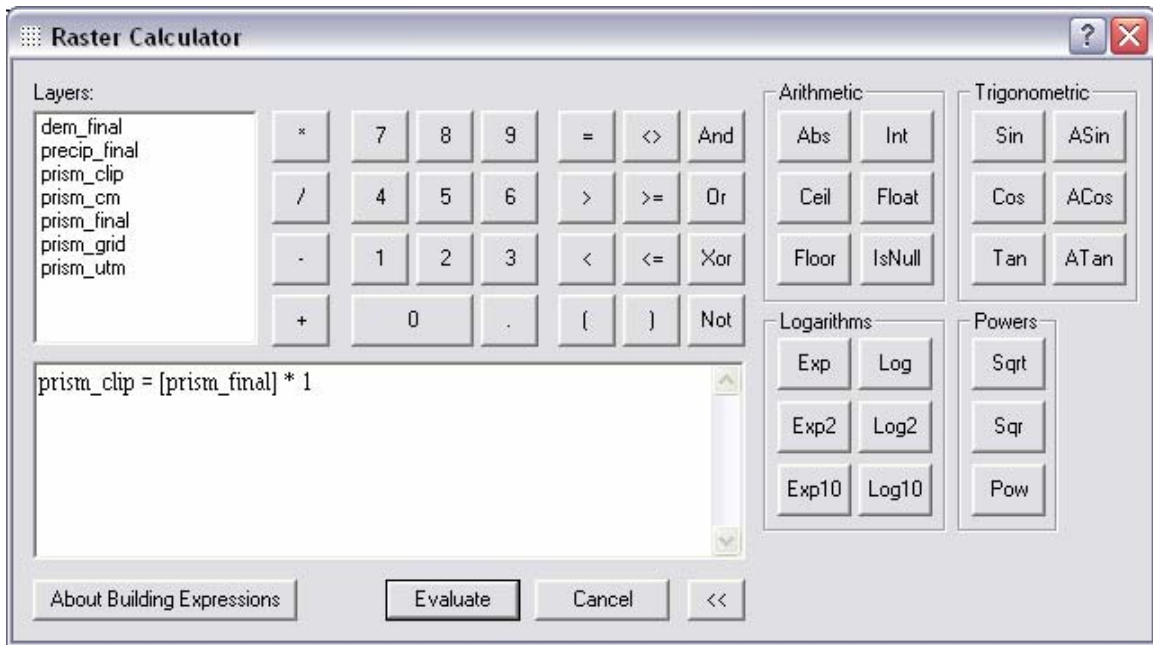 Raster Calculator
Layers:
dem_final
precip_final
prism_clip
prism_cm
prism_final
prism_grid
prism_utm
* 7 8 9 = <> And
/ 4 5 6 > >= Or
- 1 2 3 < <= Xor
+ 0 . ( ) Not
prism_clip = [prism_final] * 1
About Building Expressions Evaluate Cancel <<
Arithmetic
Abs Int
Ceil Float
Floor IsNull
Trigonometric
Sin ASin
Cos ACos
Tan ATan
Logarithms
Exp Log
Exp2 Log2
Exp10 Log10
Powers
Sqrt
Sqr
Pow